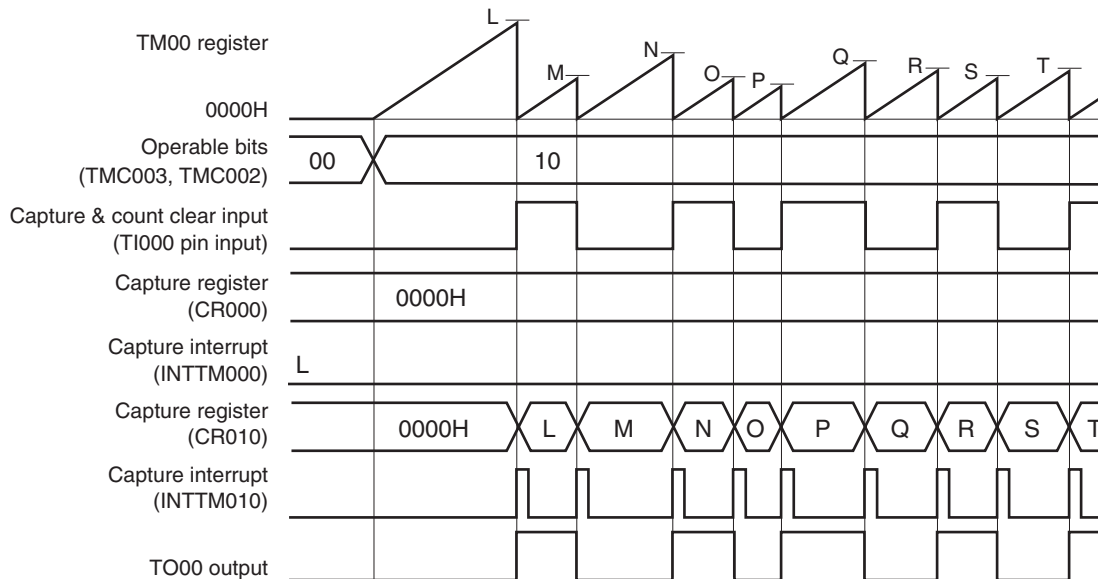 TM00 register
L
M
N
O
P
Q
R
S
T
0000H
Operable bits
(TMC003, TMC002)
00
10
Capture & count clear input
(TI000 pin input)
Capture register
(CR000)
0000H
Capture interrupt
(INTTM000)
L
Capture register
(CR010)
0000H
L
M
N
O
P
Q
R
S
T
Capture interrupt
(INTTM010)
TO00 output